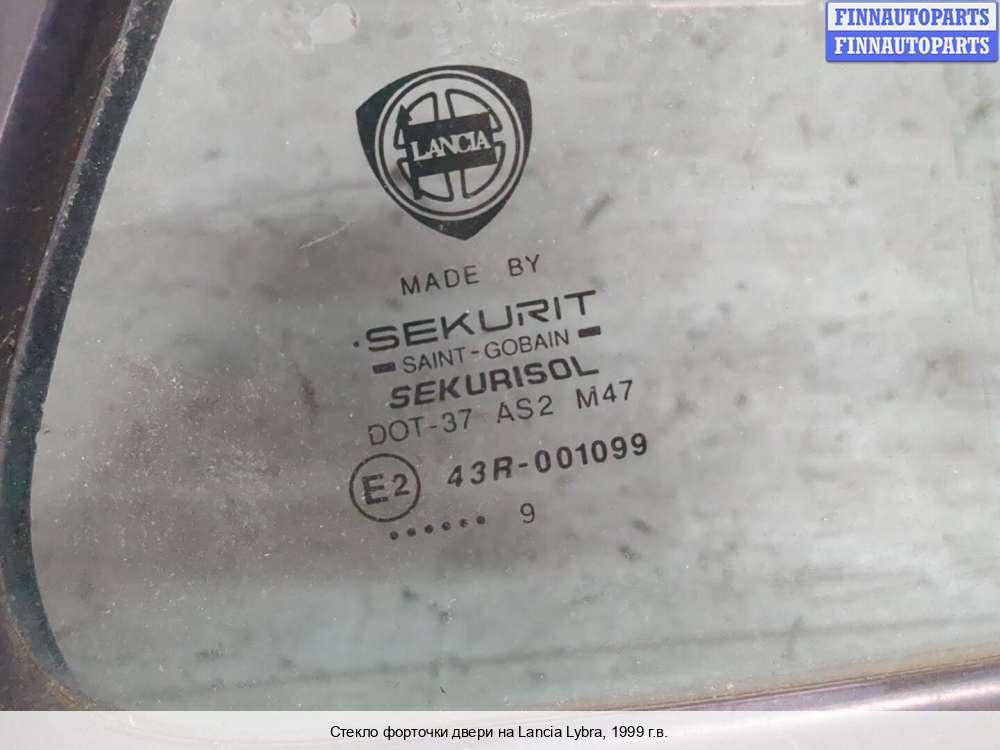 FINNAUTOPARTS
FINNAUTOPARTS
LANCIA
MADE BY
SEKURIT
SAINT-GOBAIN
SEKURISOL
DOT-37 AS2 M47
E2 43R-001099
...... 9
Стекло форточки двери на Lancia Lybra, 1999 г.в.